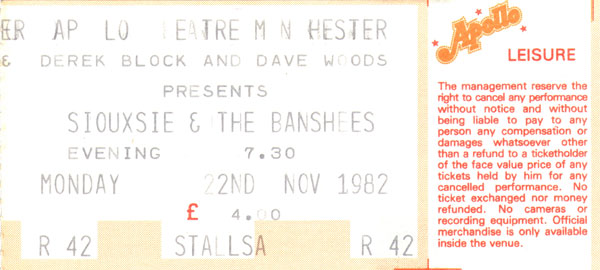 ER AP LO EATRE M N HESTER
& DEREK BLOCK AND DAVE WOODS
PRESENTS
SIOUXSIE & THE BANSHEES
EVENING 7.30
MONDAY 22ND NOV 1982
£ 4.00
R 42 STALLSA R 42
Apollo
LEISURE
The management reserve the
right to cancel any performance
without notice and without
being liable to pay to any
person any compensation or
damages whatsoever other
than a refund to a ticketholder
of the face value price of any
tickets held by him for any
cancelled performance. No
ticket exchanged nor money
refunded. No cameras or
recording equipment. Official
merchandise is only available
inside the venue.